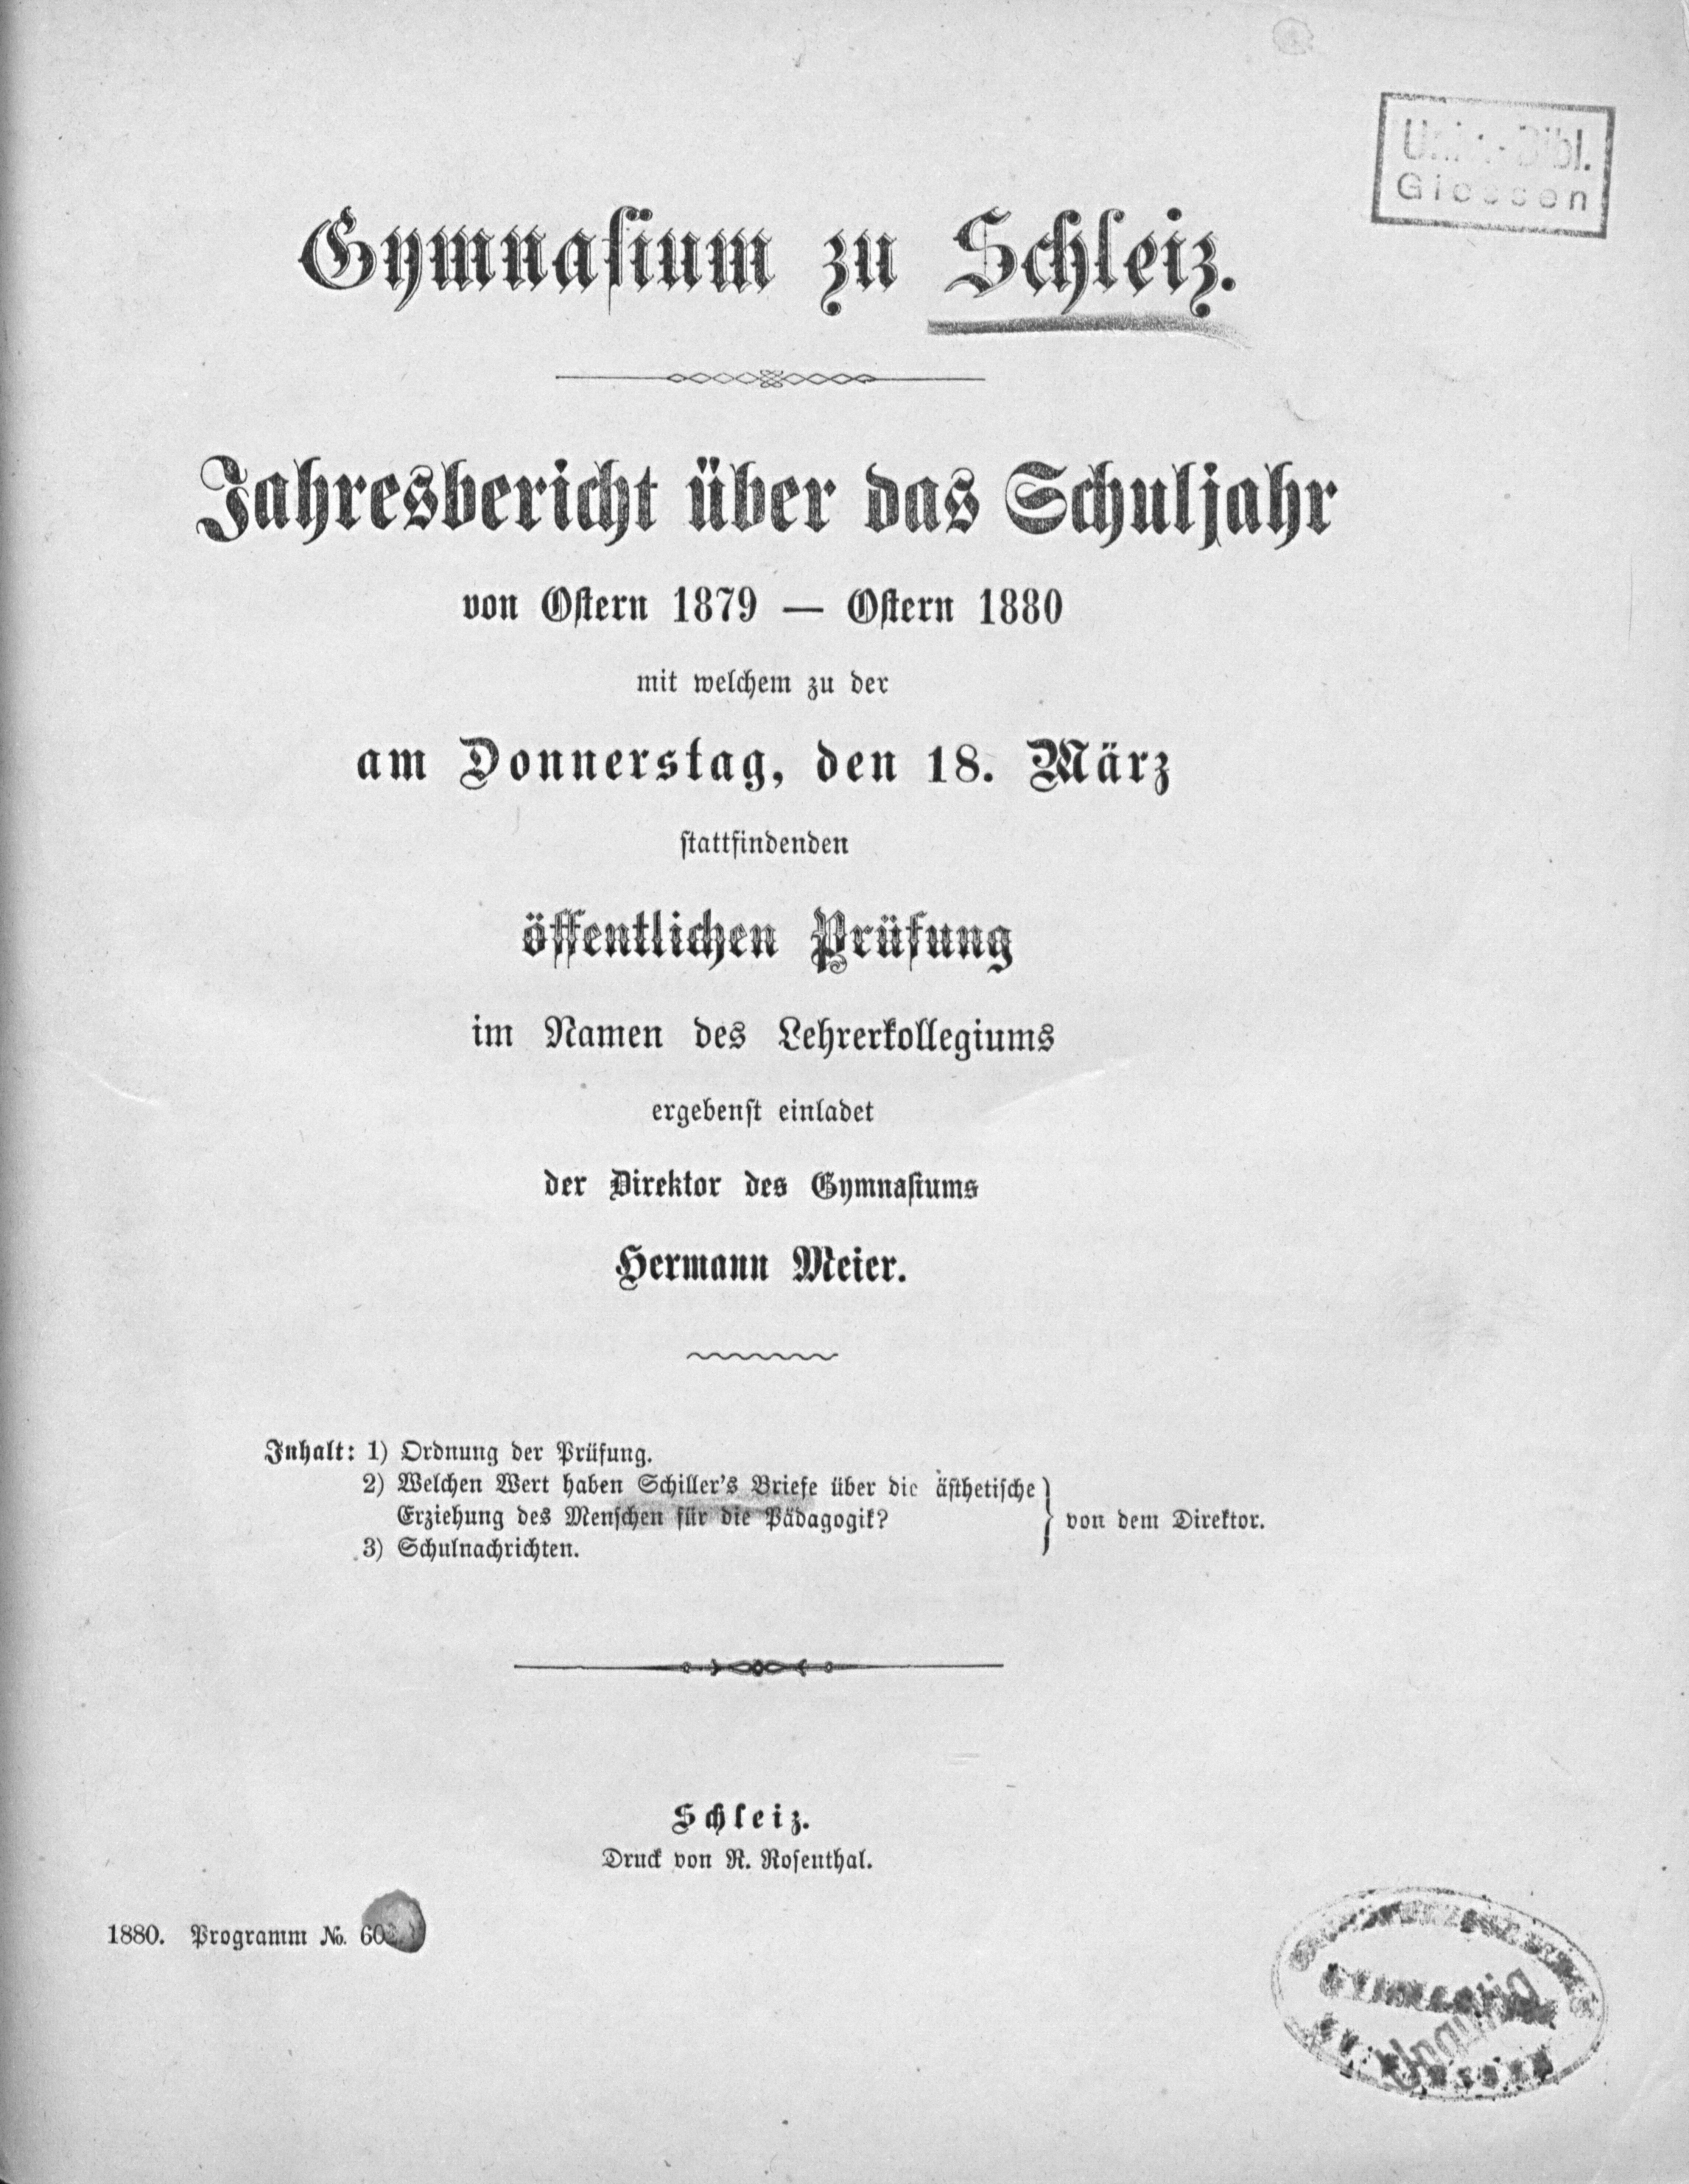 Univ.-Bibl.
Giessen
Gymnasium zu Schleiz.
Jahresbericht über das Schuljahr
von Ostern 1879 — Ostern 1880
mit welchem zu der
am Donnerstag, den 18. März
stattfindenden
öffentlichen Prüfung
im Namen des Lehrerkollegiums
ergebenst einladet
der Direktor des Gymnasiums
Hermann Meier.
Inhalt: 1) Ordnung der Prüfung.
2) Welchen Wert haben Schiller's Briefe über die ästhetische
Erziehung des Menschen für die Pädagogik?
von dem Direktor.
3) Schulnachrichten.
Schleiz.
Druck von R. Rosenthal.
1880. Programm No.
Ungültig